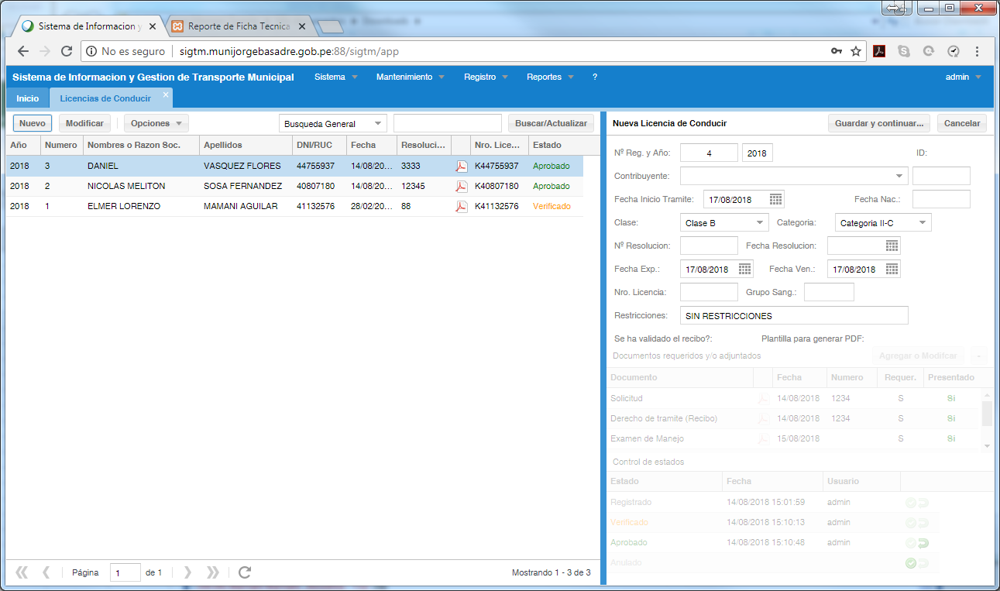 Sistema de Informacion y
Reporte de Ficha Tecnica
No es seguro sigtm.munijorgebasadre.gob.pe:88/sigtm/app
Sistema de Informacion y Gestion de Transporte Municipal Sistema Mantenimiento Registro Reportes ? admin
Inicio Licencias de Conducir
Nuevo Modificar Opciones Busqueda General Buscar/Actualizar
Año Numero Nombres o Razon Soc. Apellidos DNI/RUC Fecha Resoluci... Nro. Lice... Estado
2018 3 DANIEL VASQUEZ FLORES 44755937 14/08/20... 3333 K44755937 Aprobado
2018 2 NICOLAS MELITON SOSA FERNANDEZ 40807180 14/08/20... 12345 K40807180 Aprobado
2018 1 ELMER LORENZO MAMANI AGUILAR 41132576 28/02/20... 88 K41132576 Verificado
Página 1 de 1 Mostrando 1 - 3 de 3
Nueva Licencia de Conducir Guardar y continuar... Cancelar
Nº Reg. y Año: 4 2018 ID:
Contribuyente:
Fecha Inicio Tramite: 17/08/2018 Fecha Nac.:
Clase: Clase B Categoria: Categoria II-C
Nº Resolucion: Fecha Resolucion:
Fecha Exp.: 17/08/2018 Fecha Ven.: 17/08/2018
Nro. Licencia: Grupo Sang.:
Restricciones: SIN RESTRICCIONES
Se ha validado el recibo?: Plantilla para generar PDF:
Documentos requeridos y/o adjuntados Agregar o Modifcar
Documento Fecha Numero Requer. Presentado
Solicitud 14/08/2018 1234 S Si
Derecho de tramite (Recibo) 14/08/2018 1234 S Si
Examen de Manejo 15/08/2018 S Si
Control de estados
Estado Fecha Usuario
Registrado 14/08/2018 15:01:59 admin
Verificado 14/08/2018 15:10:13 admin
Aprobado 14/08/2018 15:10:48 admin
Anulado